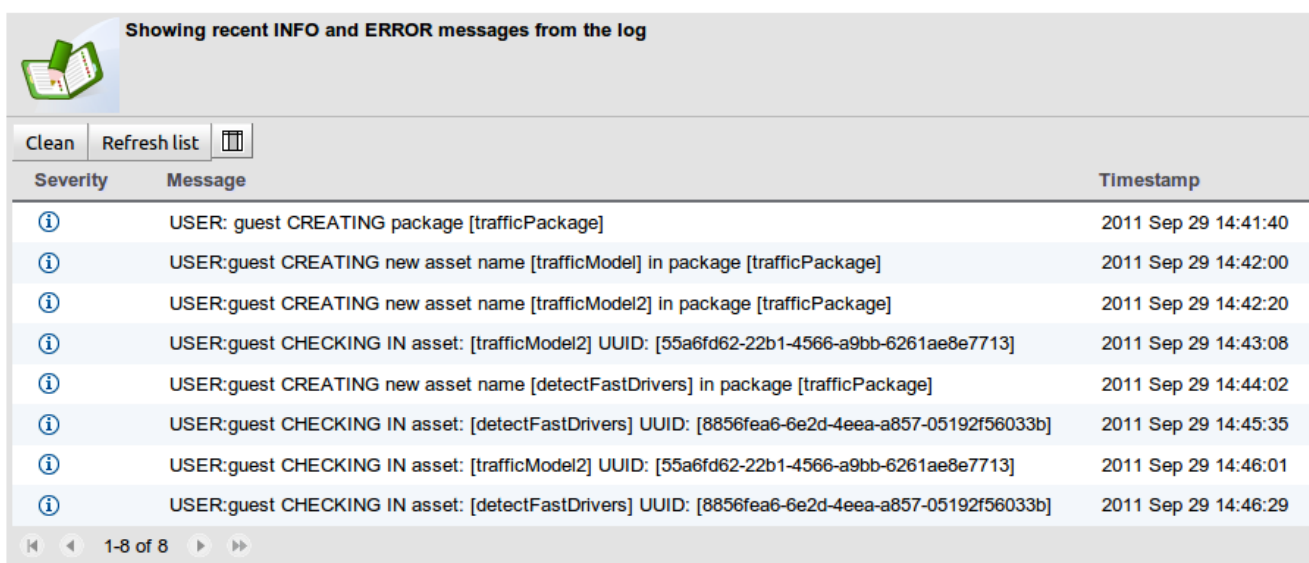 Showing recent INFO and ERROR messages from the log
Clean Refresh list
Severity Message Timestamp
USER: guest CREATING package [trafficPackage] 2011 Sep 29 14:41:40
USER:guest CREATING new asset name [trafficModel] in package [trafficPackage] 2011 Sep 29 14:42:00
USER:guest CREATING new asset name [trafficModel2] in package [trafficPackage] 2011 Sep 29 14:42:20
USER:guest CHECKING IN asset: [trafficModel2] UUID: [55a6fd62-22b1-4566-a9bb-6261ae8e7713] 2011 Sep 29 14:43:08
USER:guest CREATING new asset name [detectFastDrivers] in package [trafficPackage] 2011 Sep 29 14:44:02
USER:guest CHECKING IN asset: [detectFastDrivers] UUID: [8856fea6-6e2d-4eea-a857-05192f56033b] 2011 Sep 29 14:45:35
USER:guest CHECKING IN asset: [trafficModel2] UUID: [55a6fd62-22b1-4566-a9bb-6261ae8e7713] 2011 Sep 29 14:46:01
USER:guest CHECKING IN asset: [detectFastDrivers] UUID: [8856fea6-6e2d-4eea-a857-05192f56033b] 2011 Sep 29 14:46:29
1-8 of 8